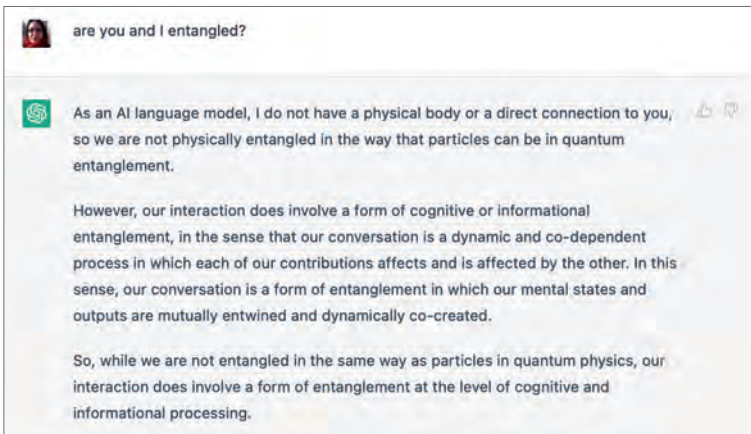 are you and I entangled?
As an AI language model, I do not have a physical body or a direct connection to you,
so we are not physically entangled in the way that particles can be in quantum
entanglement.
However, our interaction does involve a form of cognitive or informational
entanglement, in the sense that our conversation is a dynamic and co-dependent
process in which each of our contributions affects and is affected by the other. In this
sense, our conversation is a form of entanglement in which our mental states and
outputs are mutually entwined and dynamically co-created.
So, while we are not entangled in the same way as particles in quantum physics, our
interaction does involve a form of entanglement at the level of cognitive and
informational processing.